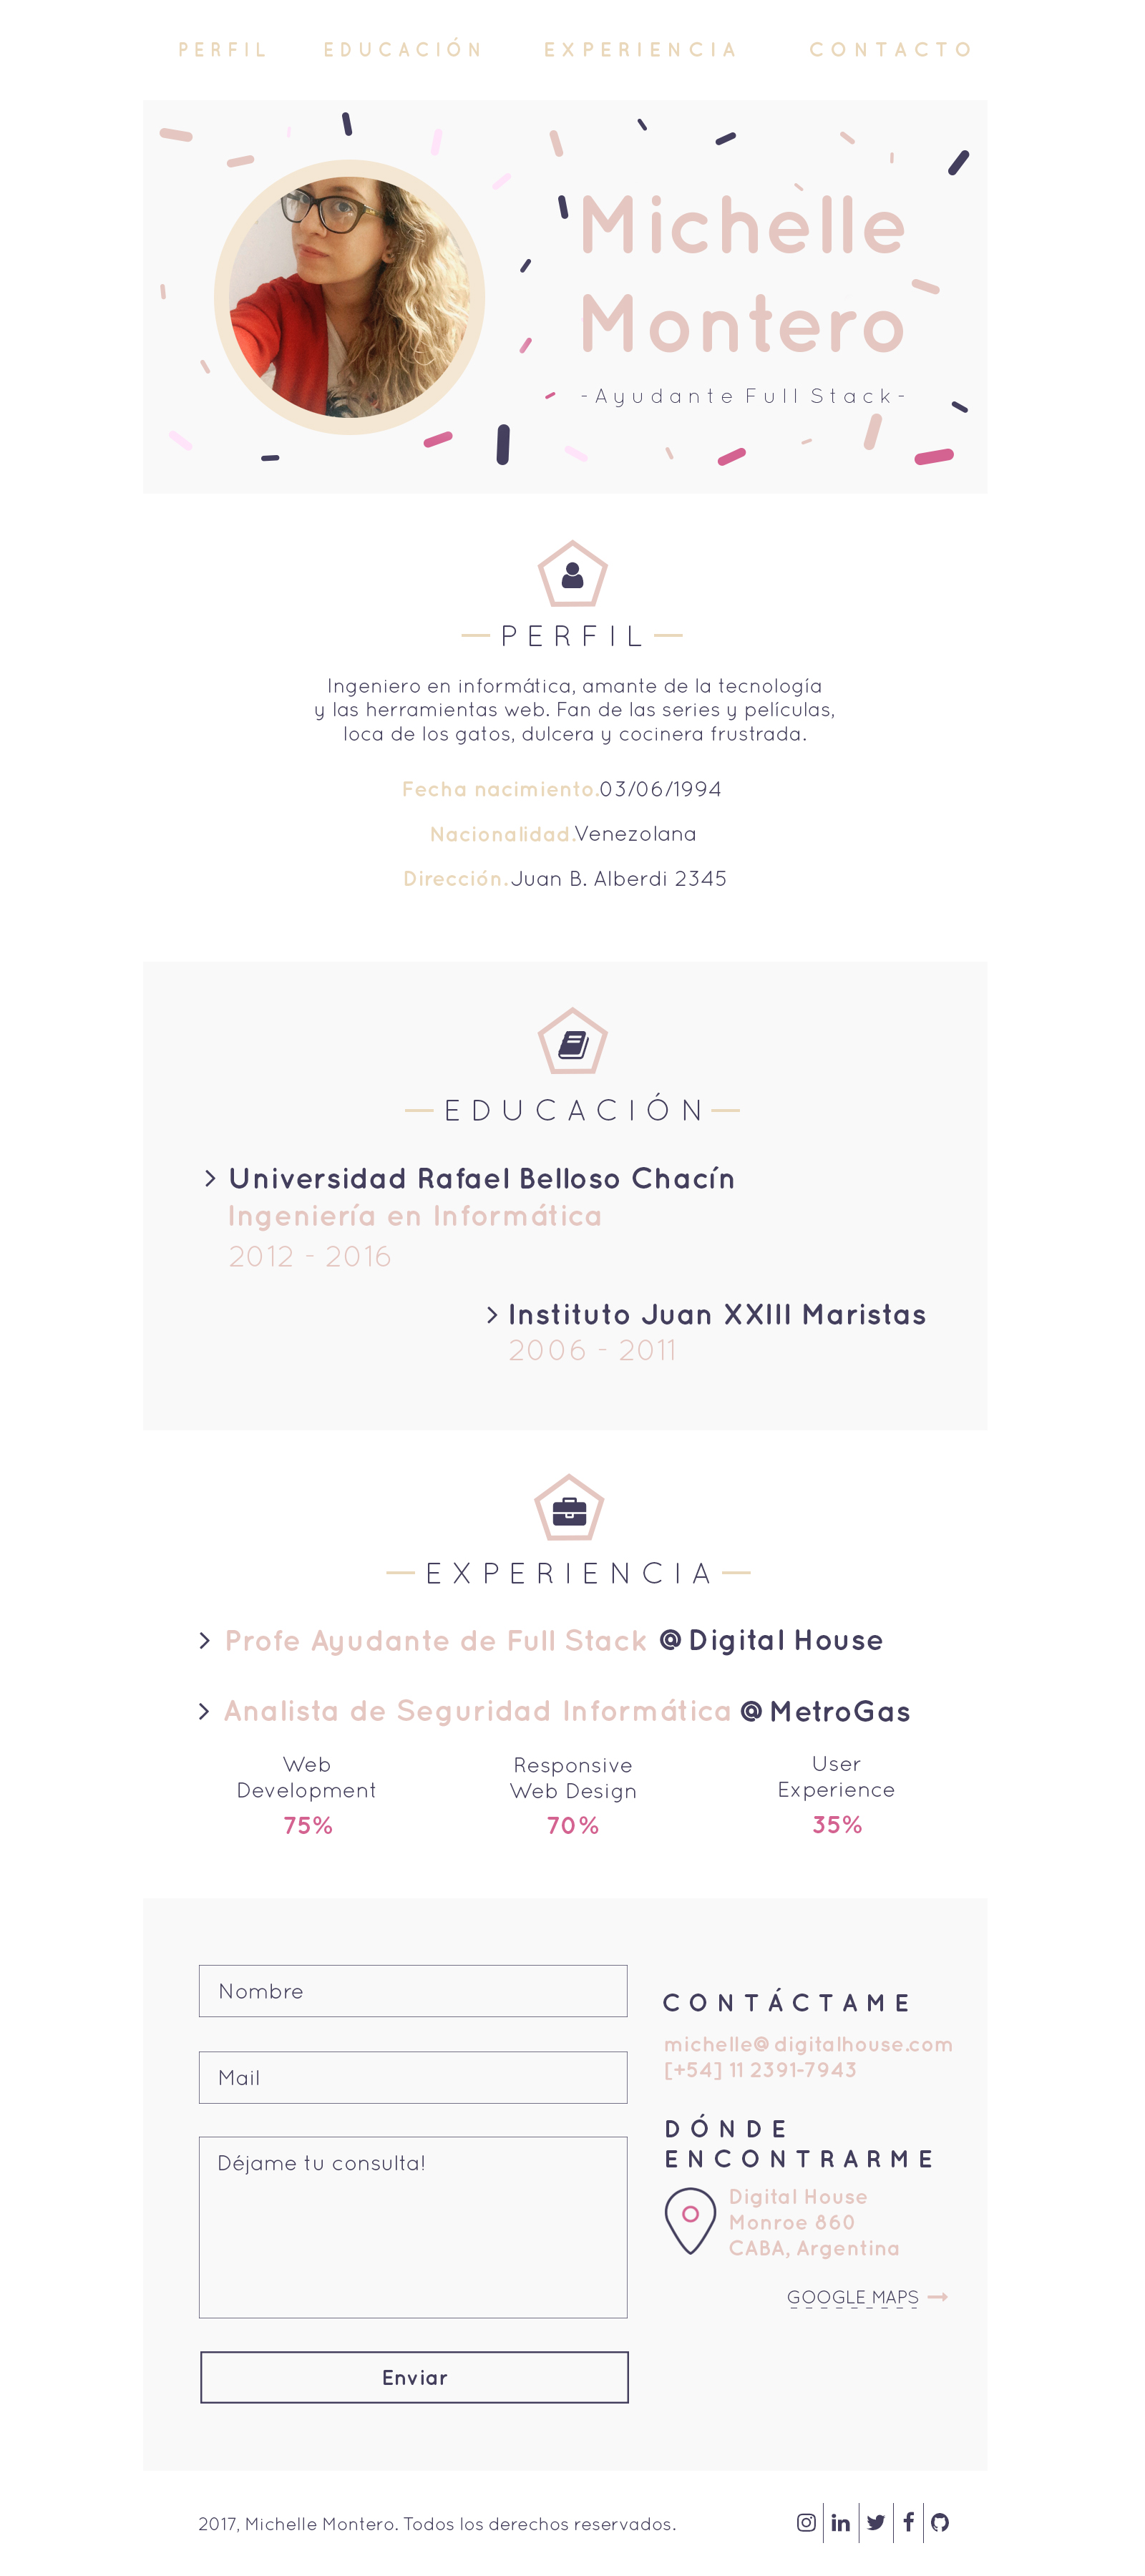 PERFIL EDUCACIÓN EXPERIENCIA CONTACTO
Michelle
Montero
-Ayudante Full Stack-
PERFIL
Ingeniero en informática, amante de la tecnología
y las herramientas web. Fan de las series y películas,
loca de los gatos, dulcera y cocinera frustrada.
Fecha nacimiento.03/06/1994
Nacionalidad.Venezolana
Dirección.Juan B. Alberdi 2345
EDUCACIÓN
Universidad Rafael Belloso Chacín
Ingeniería en Informática
2012 - 2016
Instituto Juan XXIII Maristas
2006 - 2011
EXPERIENCIA
Profe Ayudante de Full Stack @Digital House
Analista de Seguridad Informática @MetroGas
Web
Development
75%
Responsive
Web Design
70%
User
Experience
35%
Nombre
Mail
Déjame tu consulta!
Enviar
CONTÁCTAME
michelle@digitalhouse.com
[+54] 11 2391-7943
DÓNDE
ENCONTRARME
Digital House
Monroe 860
CABA, Argentina
GOOGLE MAPS
2017, Michelle Montero. Todos los derechos reservados.